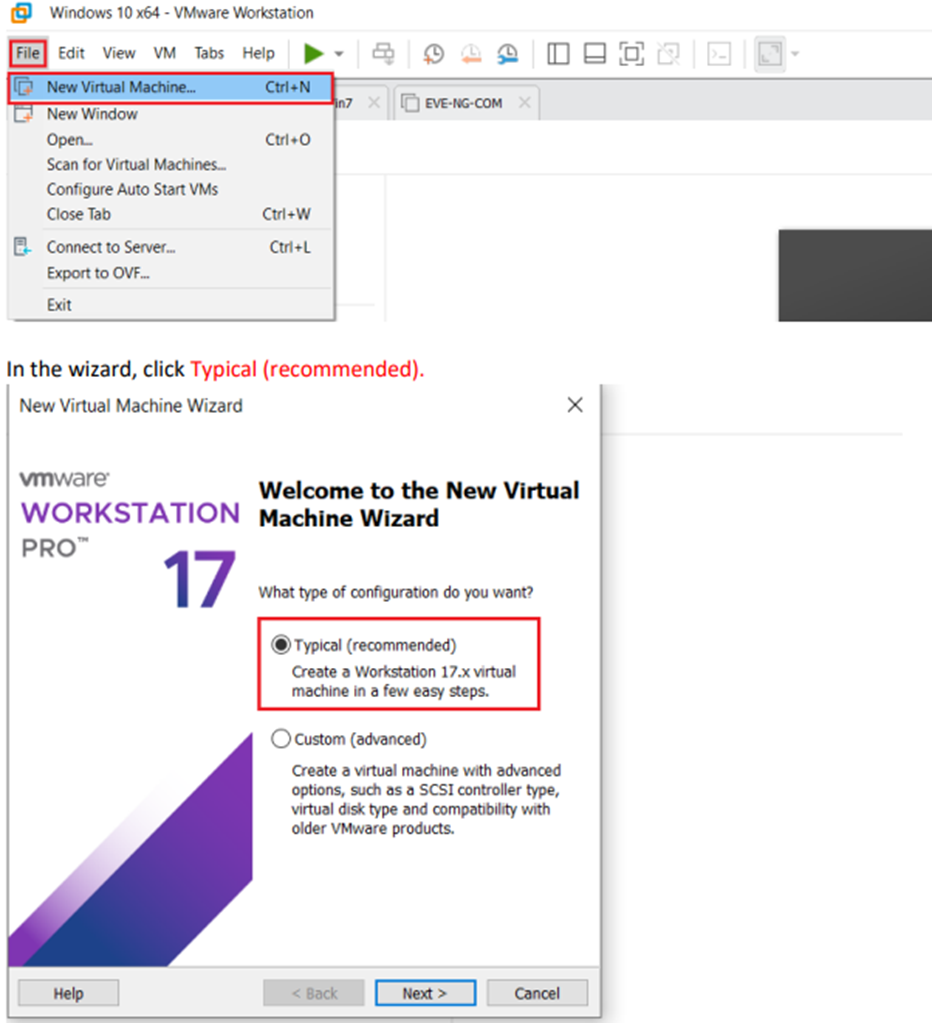 Windows 10 x64 - VMware Workstation
File Edit View VM Tabs Help
New Virtual Machine... Ctrl+N
in7 × EVE-NG-COM ×
New Window
Open... Ctrl+O
Scan for Virtual Machines...
Configure Auto Start VMs
Close Tab Ctrl+W
Connect to Server... Ctrl+L
Export to OVF...
Exit
In the wizard, click Typical (recommended).
New Virtual Machine Wizard
vmware®
WORKSTATION
PRO™
17
Welcome to the New Virtual
Machine Wizard
What type of configuration do you want?
Typical (recommended)
Create a Workstation 17.x virtual
machine in a few easy steps.
Custom (advanced)
Create a virtual machine with advanced
options, such as a SCSI controller type,
virtual disk type and compatibility with
older VMware products.
Help < Back Next > Cancel